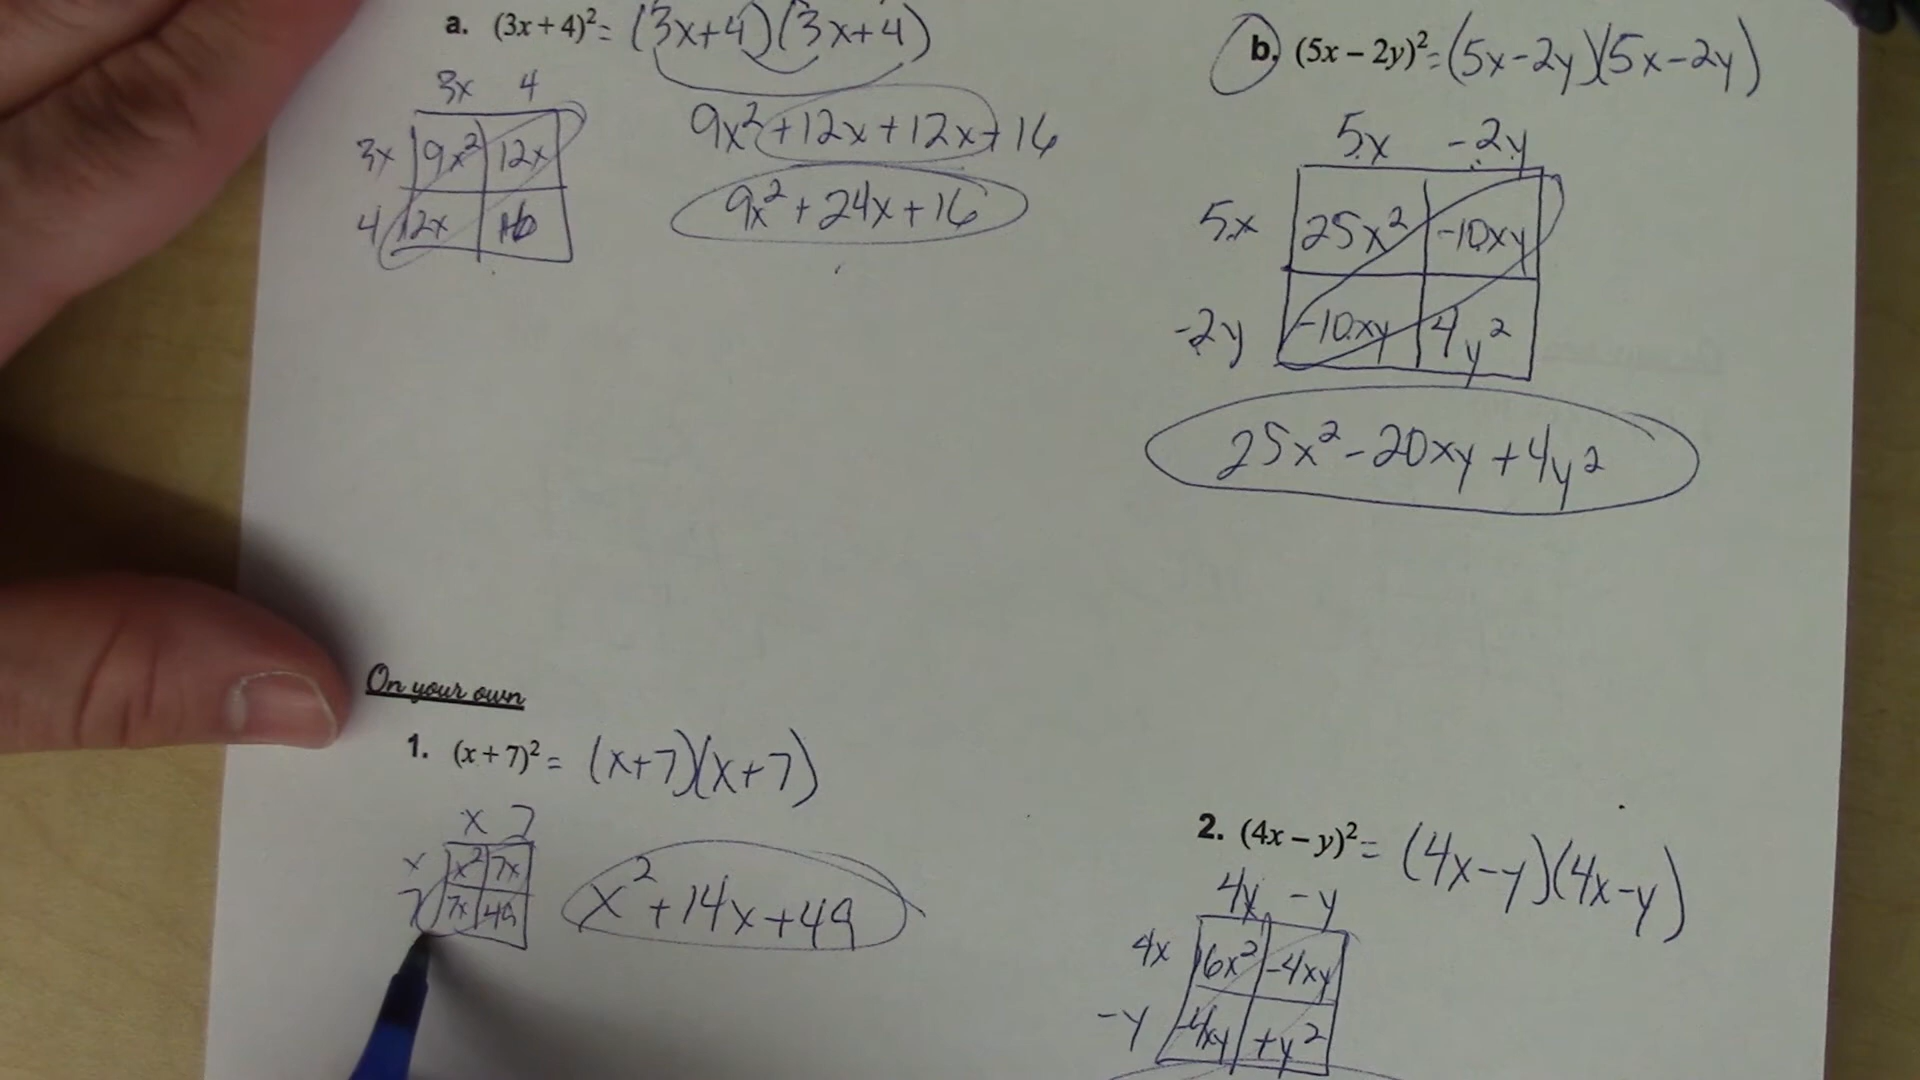 a. (3x + 4)² = (3x+4)(3x+4)
3x 4
3x 9x² 12x
4 12x 16
9x² + 12x + 12x + 16
9x² + 24x + 16
b. (5x – 2y)² = (5x-2y)(5x-2y)
5x -2y
5x 25x² -10xy
-2y -10xy 4y²
25x² - 20xy + 4y²
On your own
1. (x + 7)² = (x+7)(x+7)
x 7
x x² 7x
7 7x 49
x² + 14x + 49
2. (4x – y)² = (4x-y)(4x-y)
4y -y
4x 16x² -4xy
-y -4xy +y²